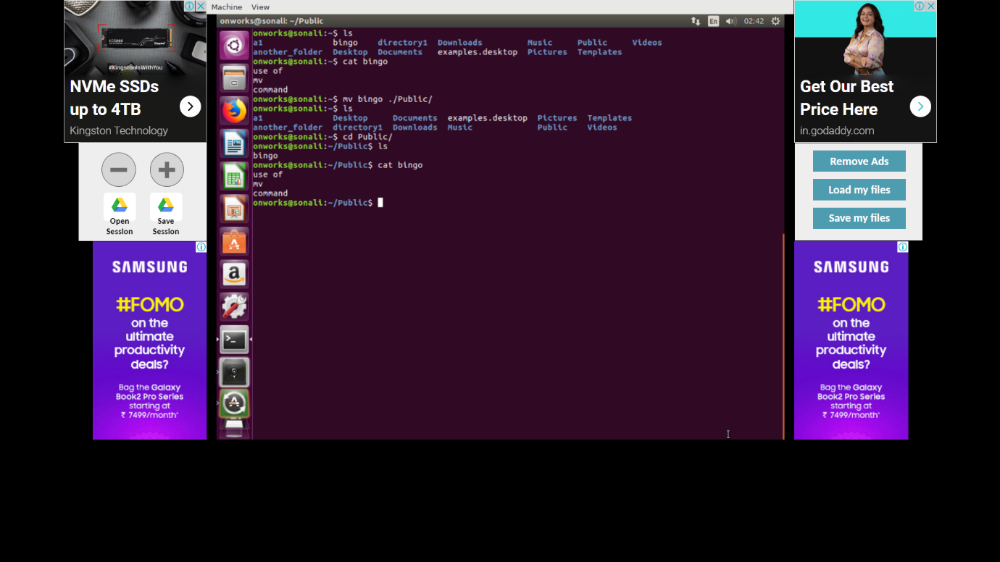 KC3000
Kingston
#KingstonIsWithYou
NVMe SSDs
up to 4TB
Kingston Technology
Open
Session
Save
Session
SAMSUNG
#FOMO
on the
ultimate
productivity
deals?
Bag the Galaxy
Book2 Pro Series
starting at
₹ 7499/month*
Machine View
onworks@sonali: ~/Public
En 02:42
onworks@sonali:~$ ls
a1 bingo directory1 Downloads Music Public Videos
another_folder Desktop Documents examples.desktop Pictures Templates
onworks@sonali:~$ cat bingo
use of
mv
command
onworks@sonali:~$ mv bingo ./Public/
onworks@sonali:~$ ls
a1 Desktop Documents examples.desktop Pictures Templates
another_folder directory1 Downloads Music Public Videos
onworks@sonali:~$ cd Public/
onworks@sonali:~/Public$ ls
bingo
onworks@sonali:~/Public$ cat bingo
use of
mv
command
onworks@sonali:~/Public$
Get Our Best
Price Here
in.godaddy.com
Remove Ads
Load my files
Save my files
SAMSUNG
#FOMO
on the
ultimate
productivity
deals?
Bag the Galaxy
Book2 Pro Series
starting at
₹ 7499/month*